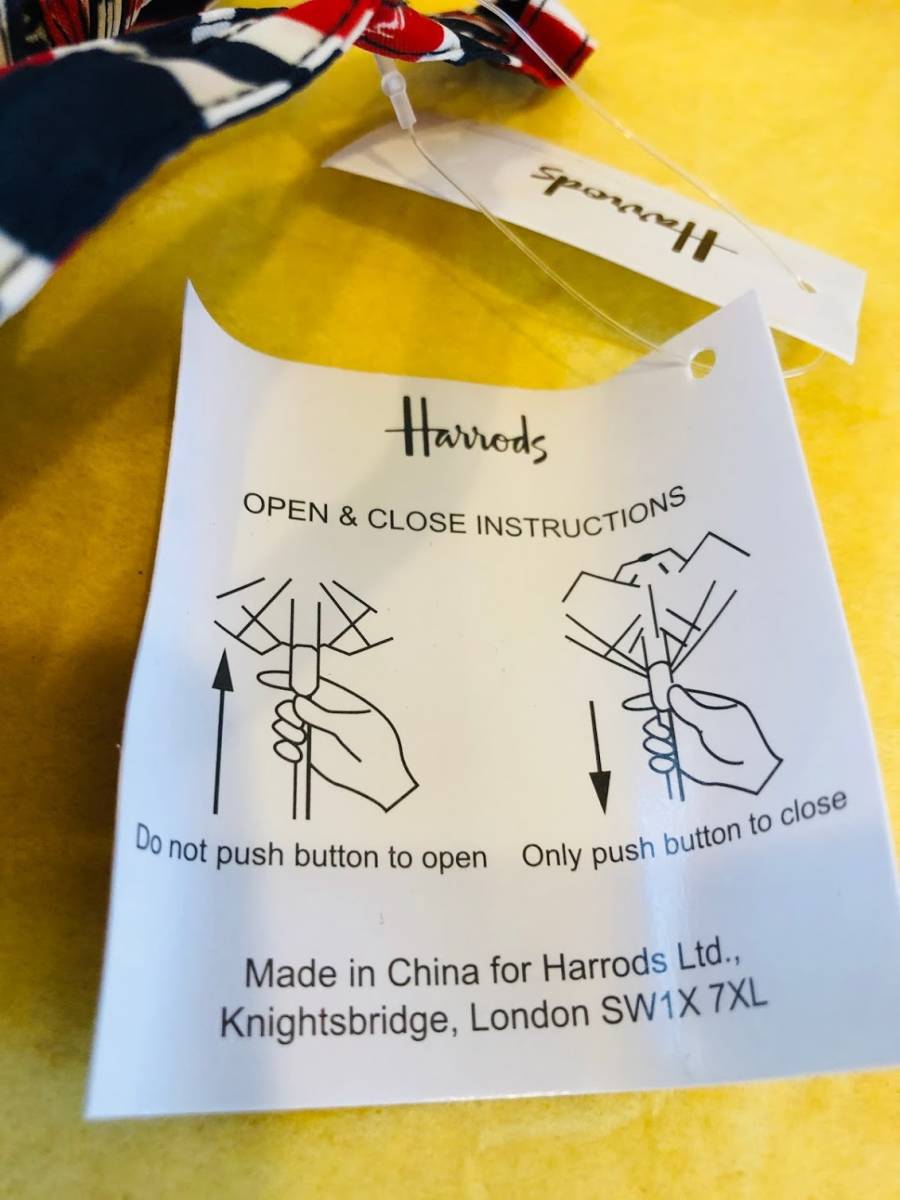 Harrods
Harrods
OPEN & CLOSE INSTRUCTIONS
Do not push button to open
Only push button to close
Made in China for Harrods Ltd.,
Knightsbridge, London SW1X 7XL